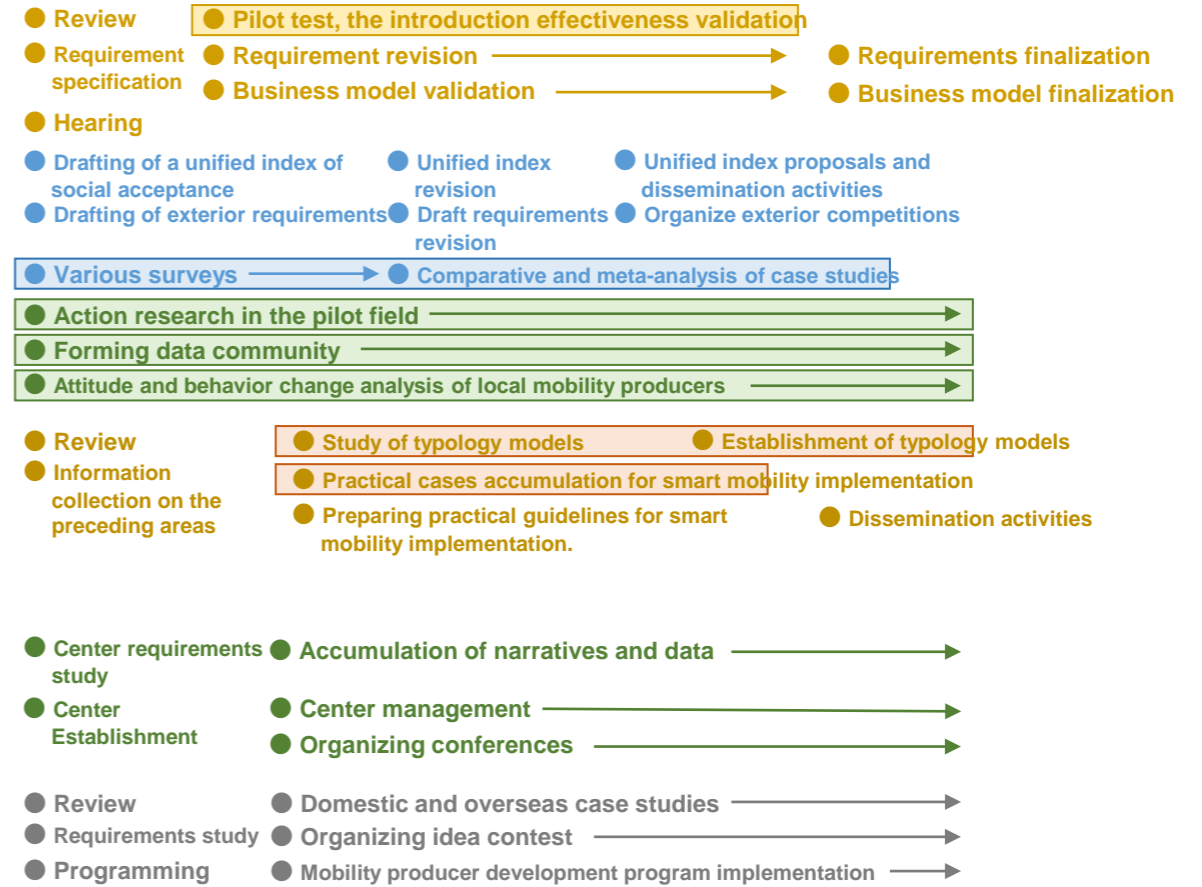 Review
Pilot test, the introduction effectiveness validation
Requirement
specification
Requirement revision
Requirements finalization
Business model validation
Business model finalization
Hearing
Drafting of a unified index of
social acceptance
Unified index
revision
Unified index proposals and
dissemination activities
Drafting of exterior requirements
Draft requirements
revision
Organize exterior competitions
Various surveys
Comparative and meta-analysis of case studies
Action research in the pilot field
Forming data community
Attitude and behavior change analysis of local mobility producers
Review
Study of typology models
Establishment of typology models
Information
collection on the
preceding areas
Practical cases accumulation for smart mobility implementation
Preparing practical guidelines for smart
mobility implementation.
Dissemination activities
Center requirements
study
Accumulation of narratives and data
Center
Establishment
Center management
Organizing conferences
Review
Domestic and overseas case studies
Requirements study
Organizing idea contest
Programming
Mobility producer development program implementation